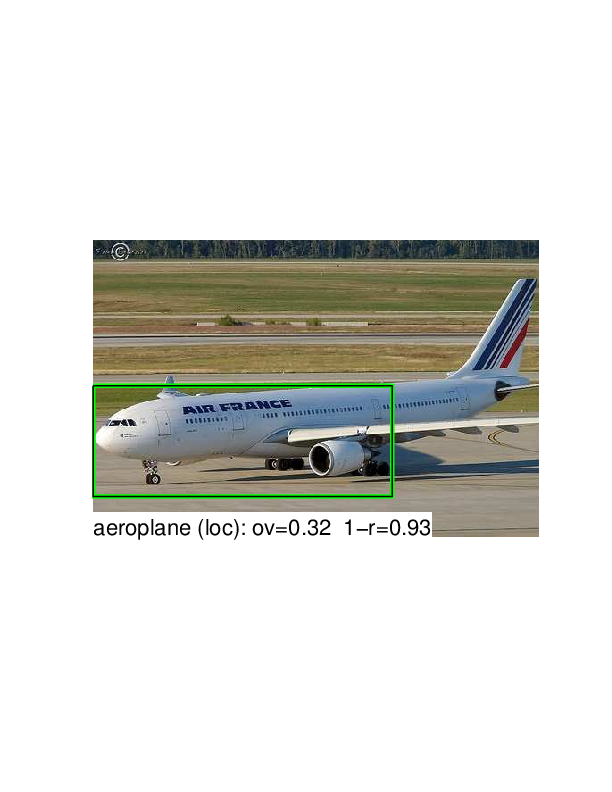 AIR FRANCE
aeroplane (loc): ov=0.32 1−r=0.93